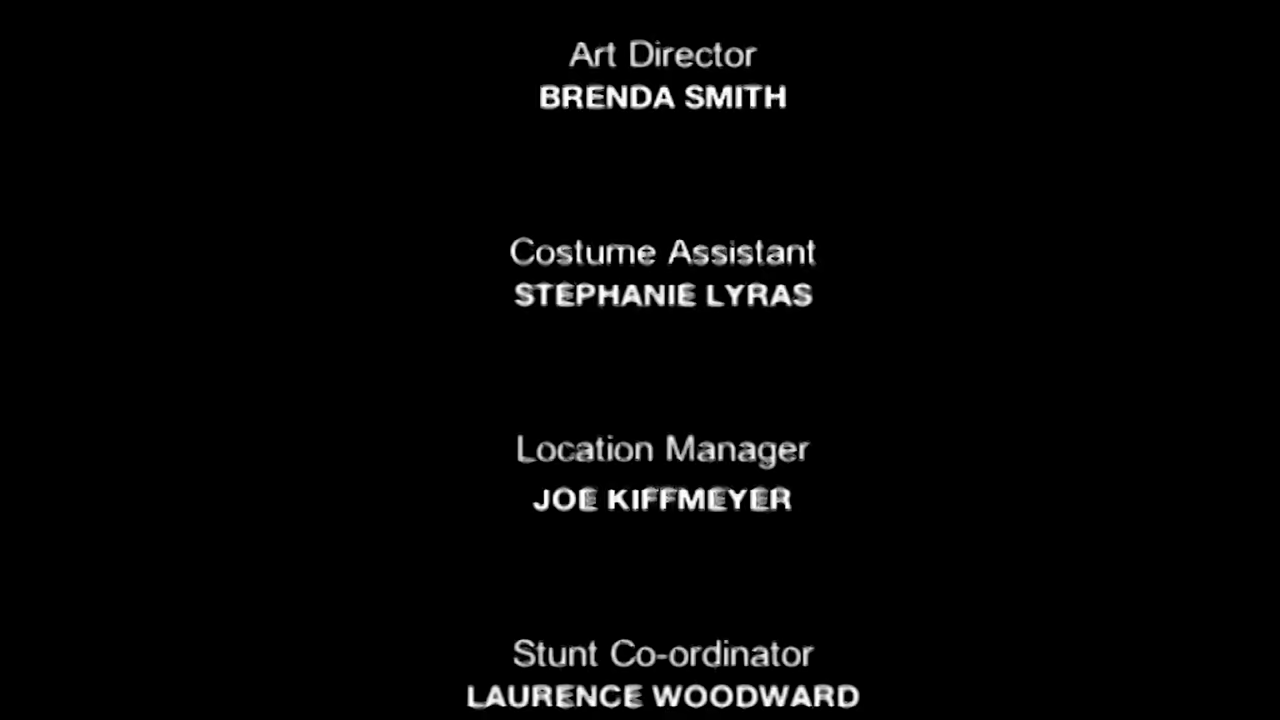 Art Director
BRENDA SMITH
Costume Assistant
STEPHANIE LYRAS
Location Manager
JOE KIFFMEYER
Stunt Co-ordinator
LAURENCE WOODWARD